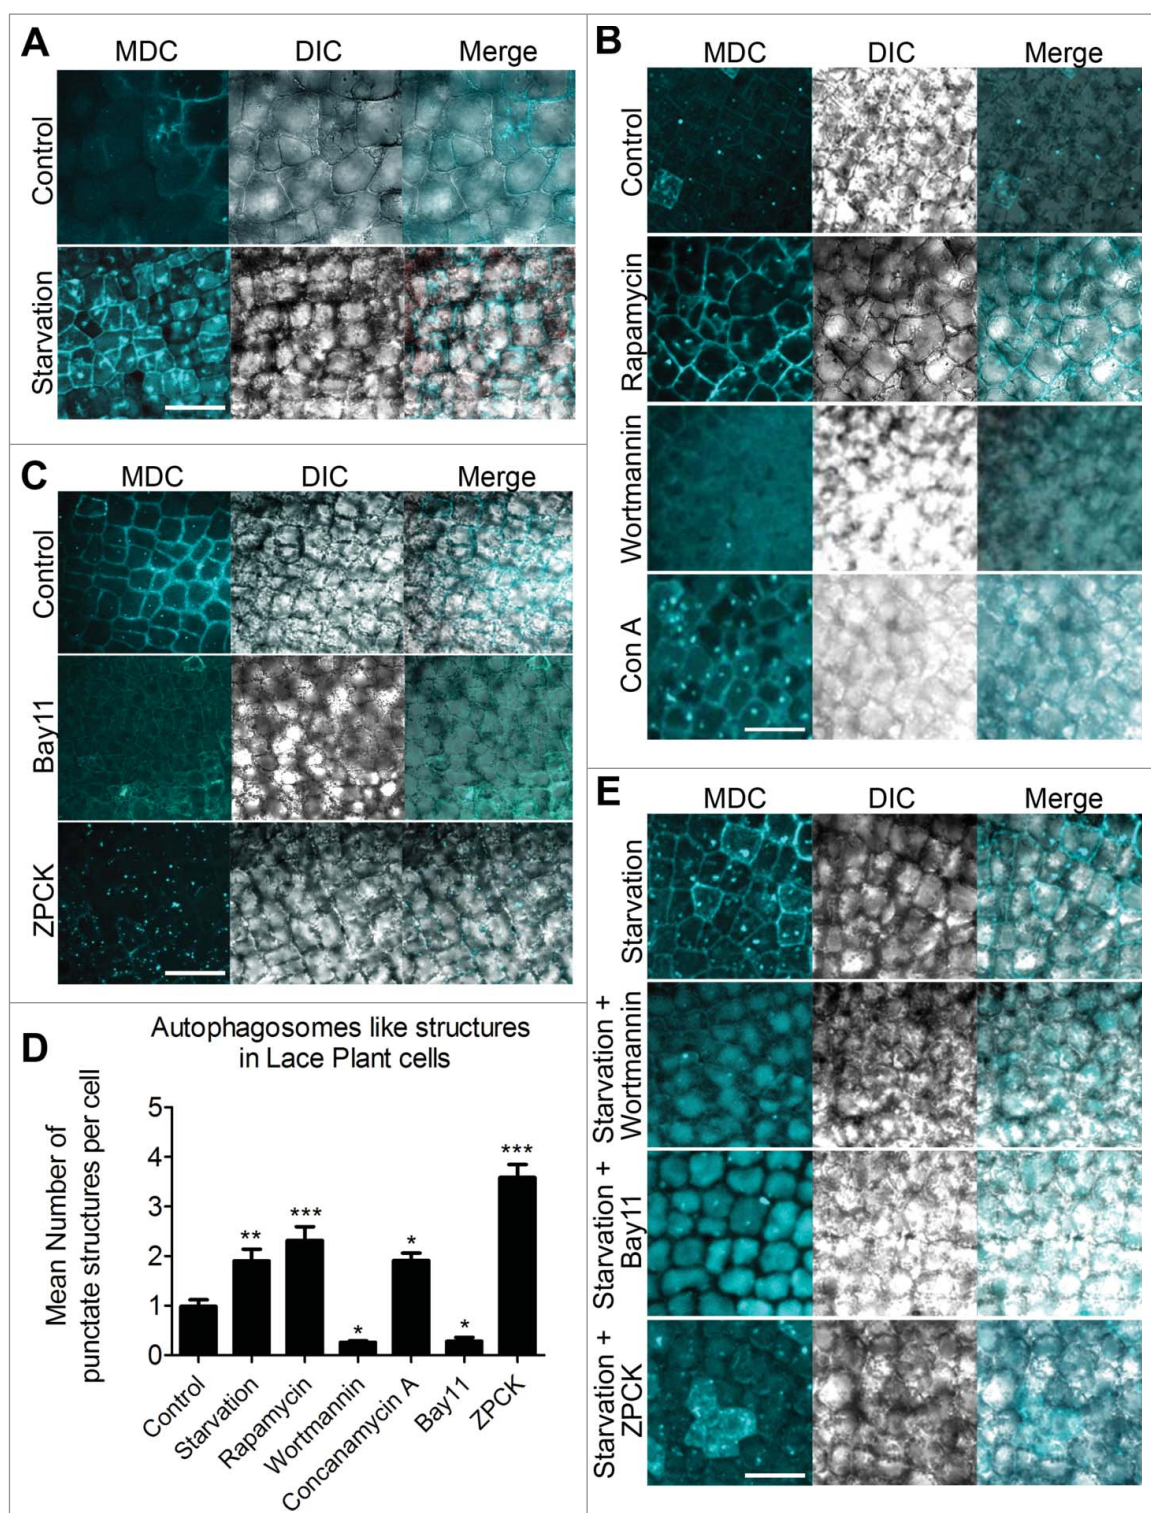 A
MDC DIC Merge
Control
Starvation
B
MDC DIC Merge
Control
Rapamycin
Wortmannin
Con A
C
MDC DIC Merge
Control
Bay11
ZPCK
D
Autophagosomes like structures
in Lace Plant cells
Mean Number of
punctate structures per cell
5
4
3
2
1
0
**
***
*
*
*
***
Control
Starvation
Rapamycin
Wortmannin
Concanamycin A
Bay11
ZPCK
E
MDC DIC Merge
Starvation
Starvation +
Wortmannin
Starvation +
Bay11
Starvation +
ZPCK